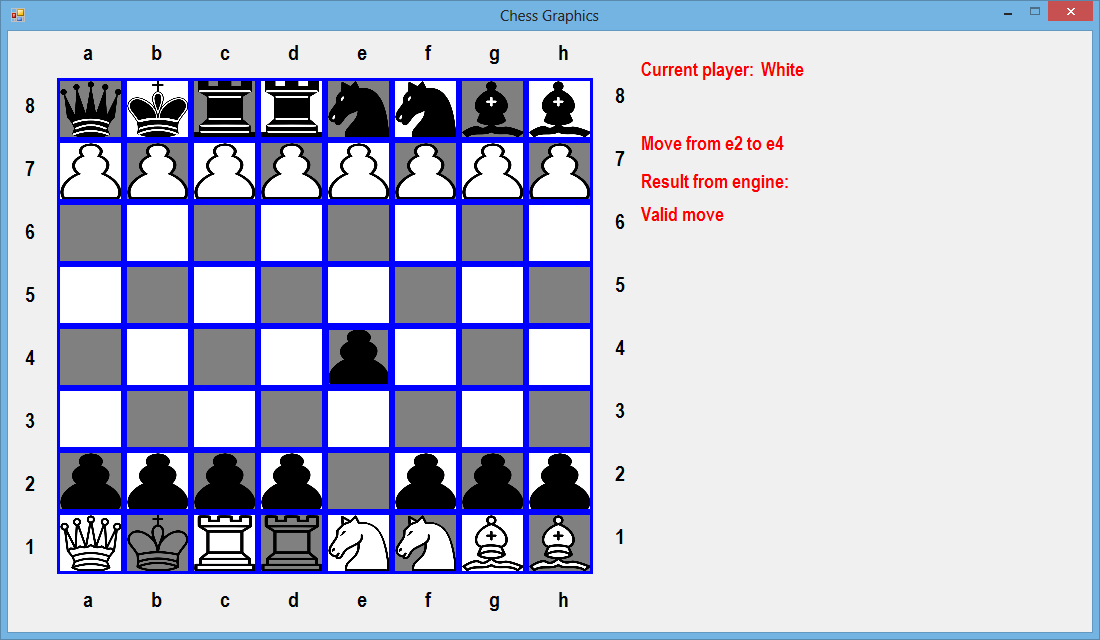 Chess Graphics
a b c d e f g h
Current player: White
8 8
Move from e2 to e4
7 7
Result from engine:
Valid move
6 6
5 5
4 4
3 3
2 2
1 1
a b c d e f g h